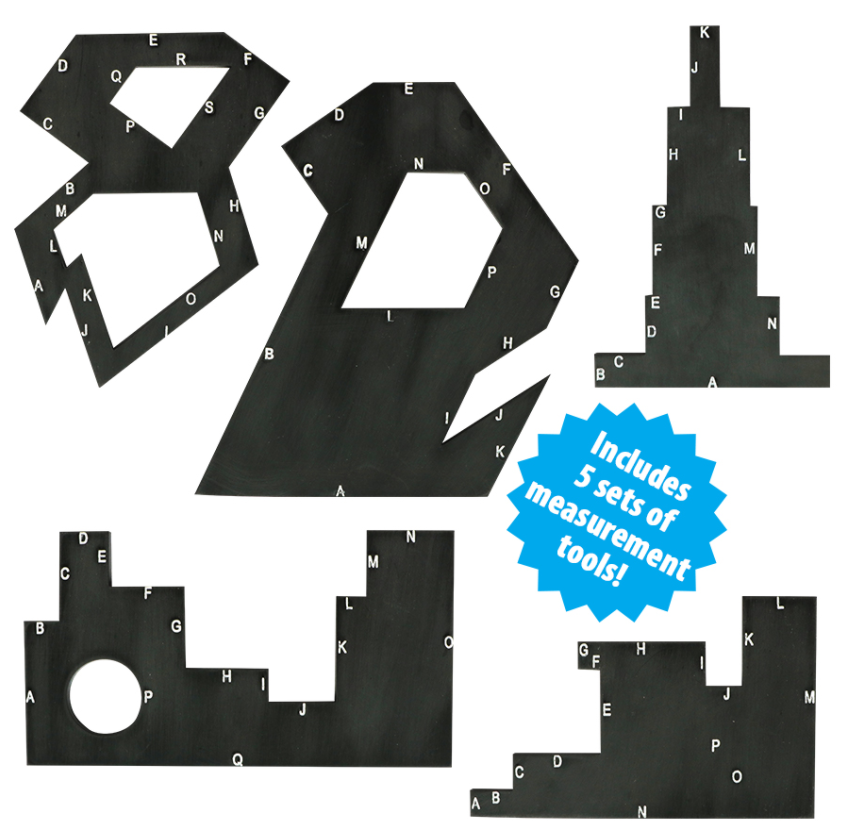 E
R
D
F
Q
S
G
C
P
B
M
H
N
L
A
K
O
J
I
E
D
N
C
F
O
M
P
G
L
H
B
I
J
K
A
K
J
I
H
L
G
F
M
E
D
N
C
B
A
Includes
5 sets of
measurement
tools!
D
N
E
M
C
F
L
B
G
K
O
H
I
A
P
J
Q
L
K
G
H
F
I
J
M
E
P
D
C
O
A
B
N